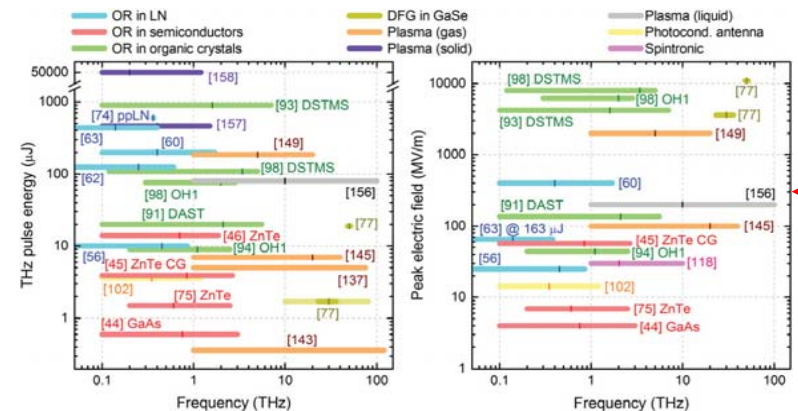 OR in LN
OR in semiconductors
OR in organic crystals
DFG in GaSe
Plasma (gas)
Plasma (solid)
Plasma (liquid)
Photocond. antenna
Spintronic
THz pulse energy (μJ)
50000
1000
100
10
1
[158]
[93] DSTMS
[74] ppLN
[63]
[157]
[60]
[149]
[62]
[98] DSTMS
[98] OH1
[156]
[91] DAST
[77]
[46] ZnTe
[56]
[94] OH1
[145]
[45] ZnTe CG
[137]
[102]
[75] ZnTe
[77]
[44] GaAs
[143]
0.1
1
10
100
Frequency (THz)
Peak electric field (MV/m)
10000
1000
100
10
1
[98] DSTMS
[77]
[98] OH1
[93] DSTMS
[77]
[149]
[60]
[156]
[91] DAST
[63] @ 163 μJ
[145]
[45] ZnTe CG
[94] OH1
[56]
[118]
[102]
[75] ZnTe
[44] GaAs
0.1
1
10
100
Frequency (THz)